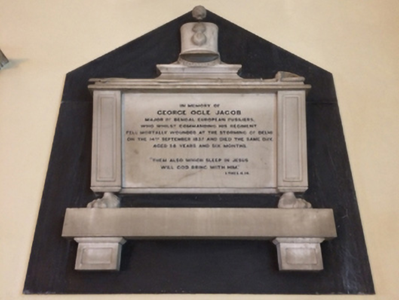 IN MEMORY OF
GEORGE OGLE JACOB
MAJOR 1ST BENGAL EUROPEAN FUSILIERS,
WHO WHILST COMMANDING HIS REGIMENT
FELL MORTALLY WOUNDED AT THE STORMING OF DELHI
ON THE 14TH SEPTEMBER 1857 AND DIED THE SAME DAY.
AGED 38 YEARS AND SIX MONTHS.
"THEM ALSO WHICH SLEEP IN JESUS
WILL GOD BRING WITH HIM."